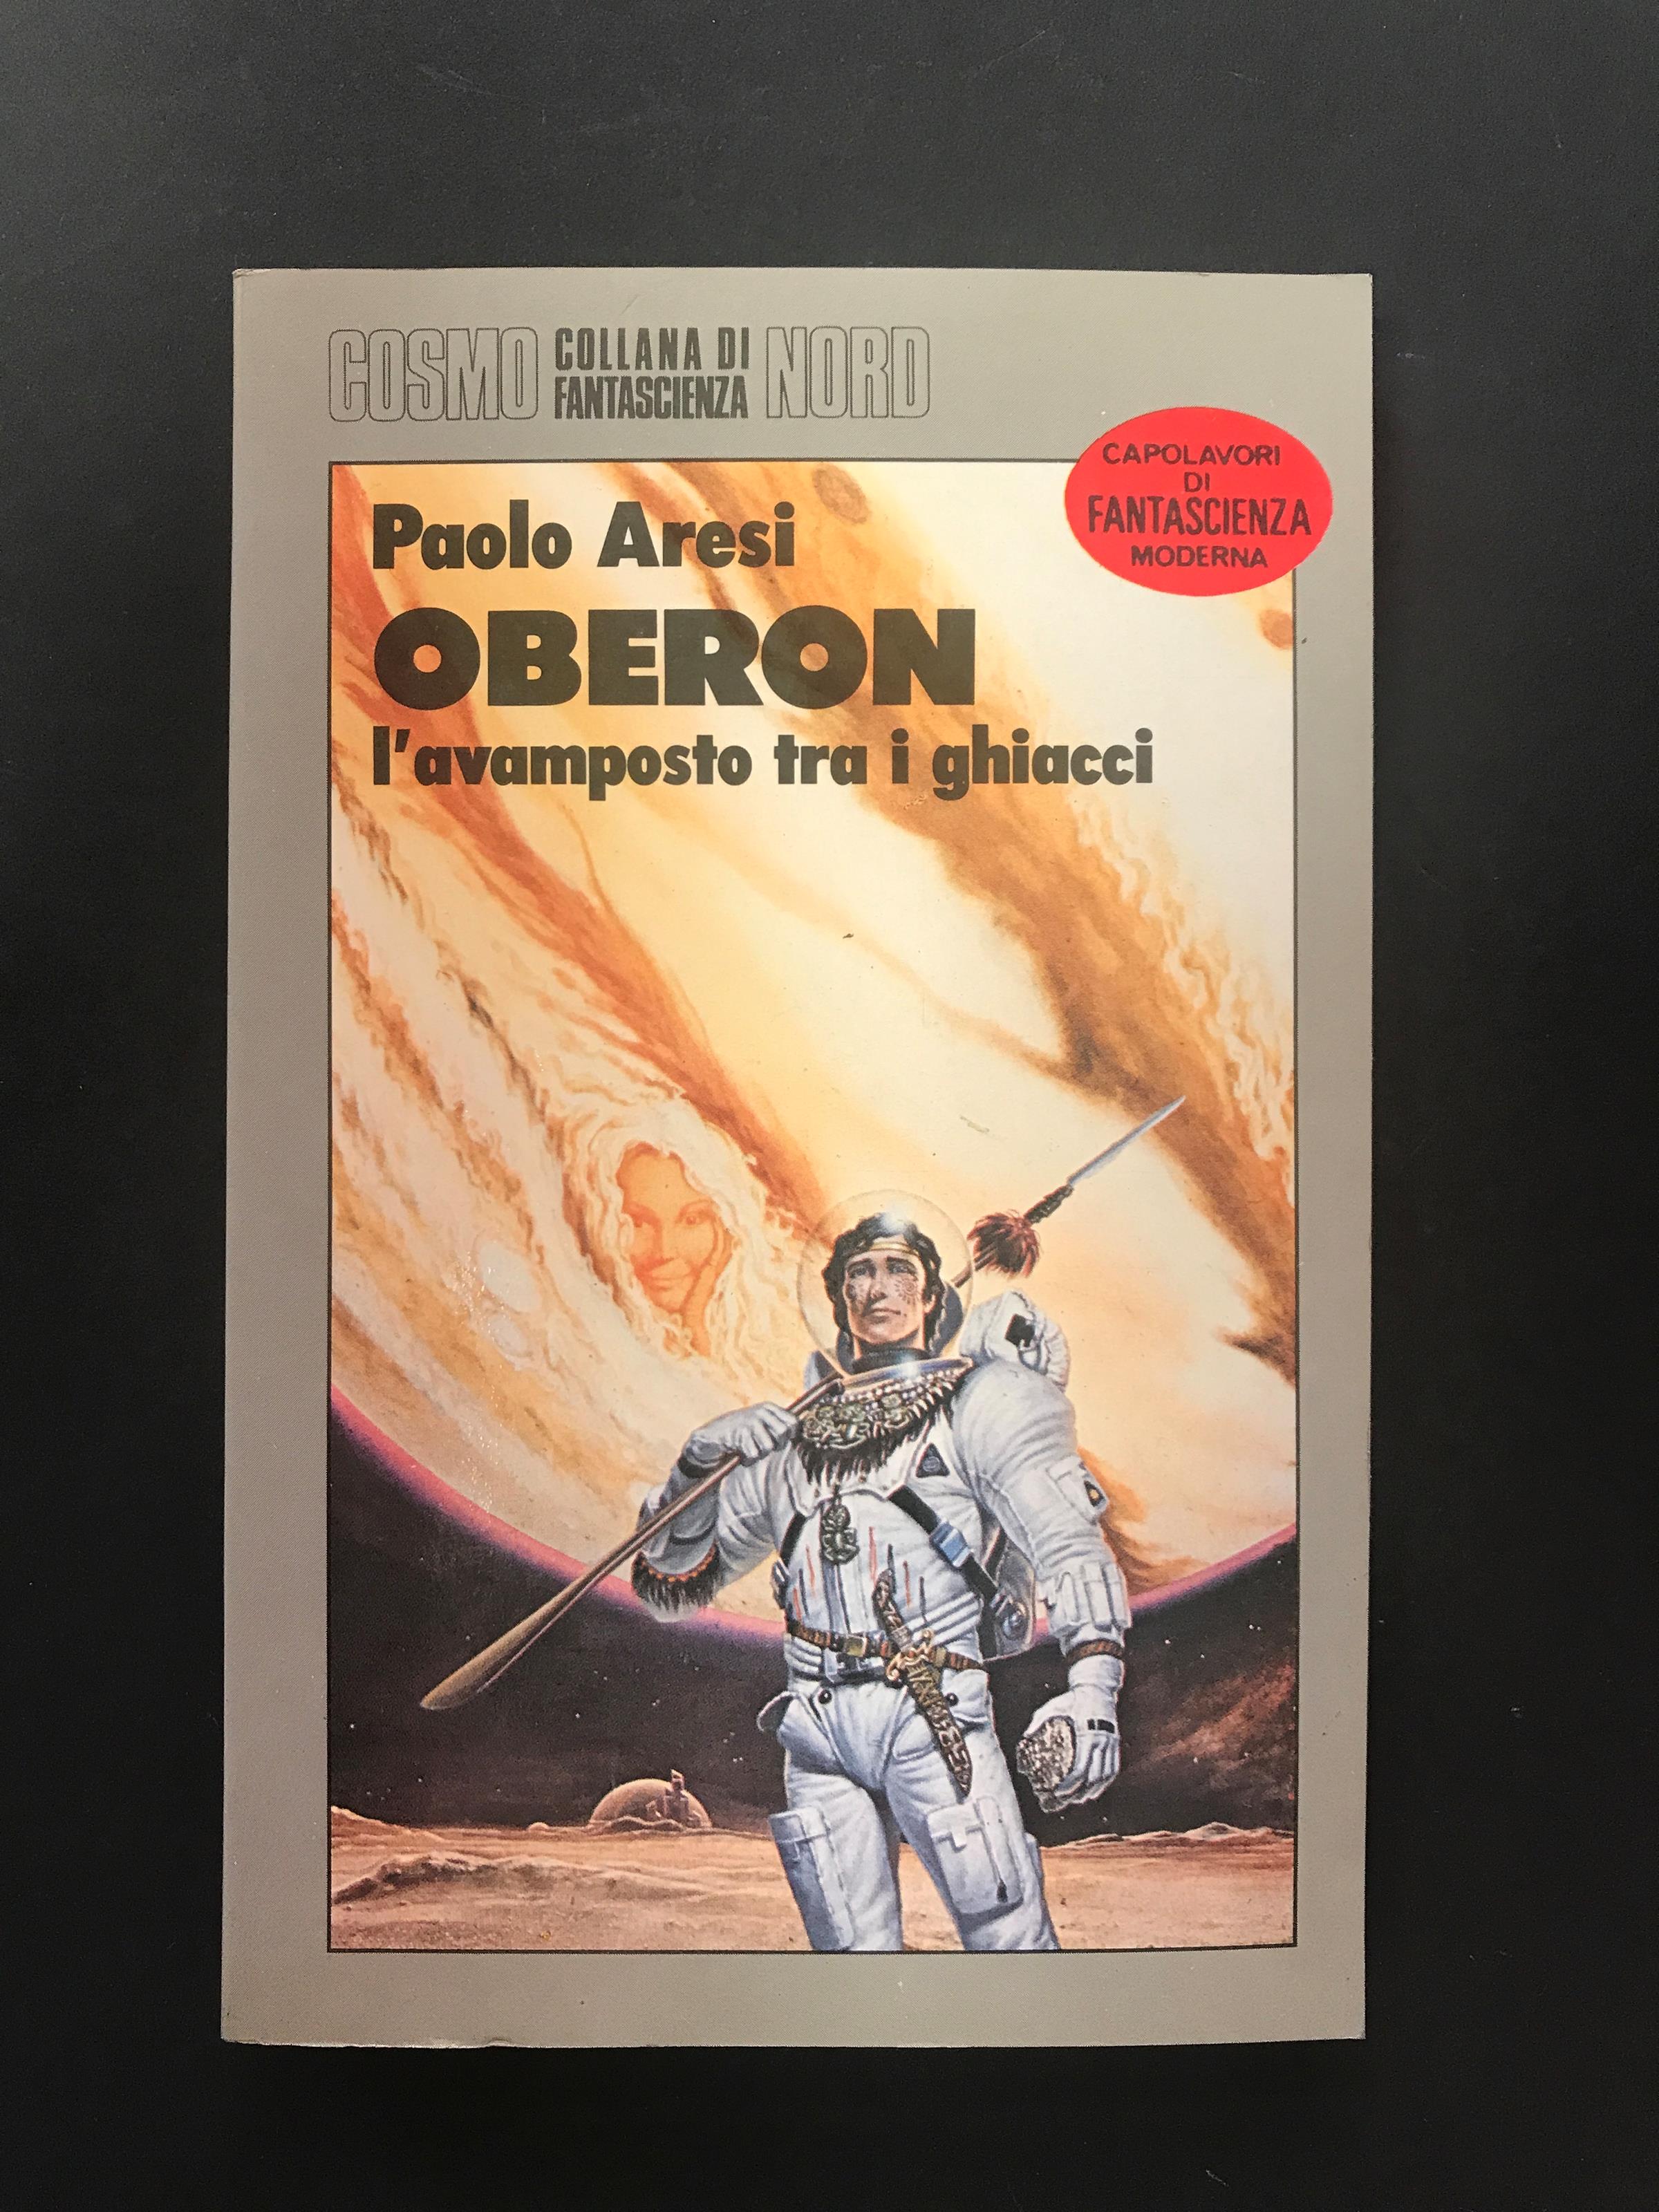 COSMO COLLANA DI FANTASCIENZA NORD
CAPOLAVORI
DI
FANTASCIENZA
MODERNA
Paolo Aresi
OBERON
l'avamposto tra i ghiacci